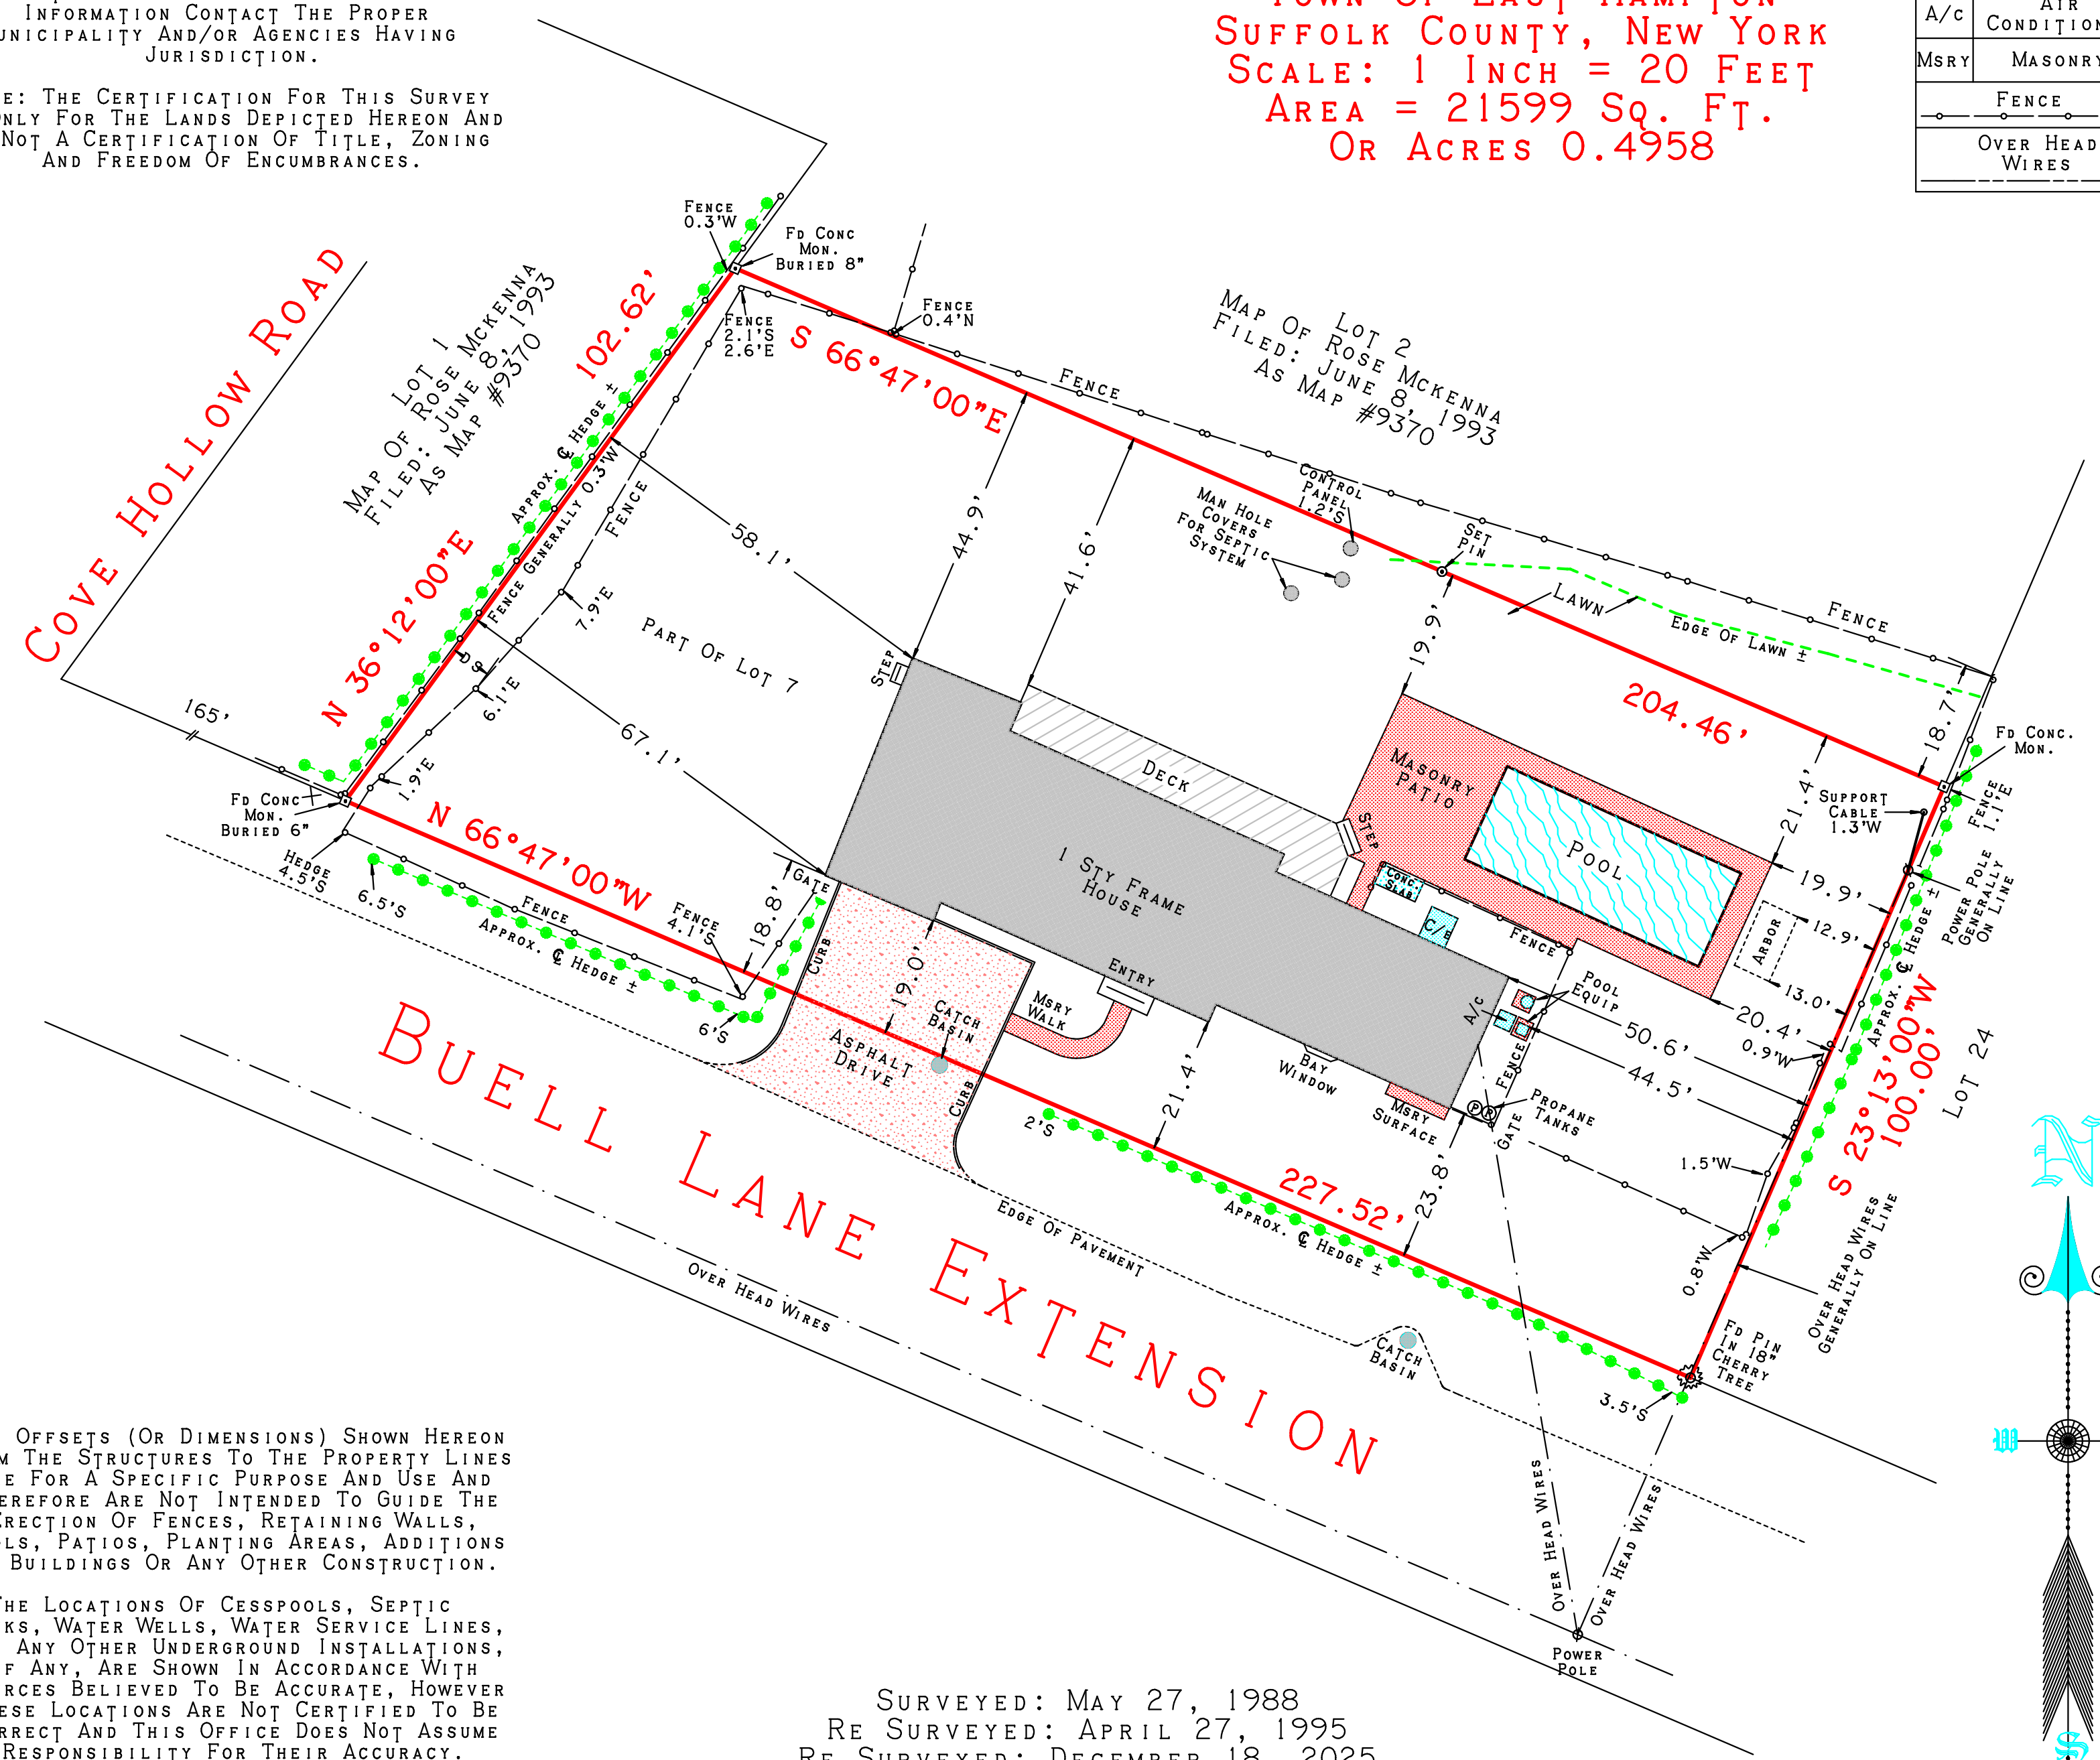 Information Contact The Proper
unicipality And/or Agencies Having
Jurisdiction.
e: The Certification For This Survey
nly For The Lands Depicted Hereon And
Not A Certification Of Title, Zoning
And Freedom Of Encumbrances.
Town Of East Hampton
Suffolk County, New York
Scale: 1 Inch = 20 Feet
Area = 21599 Sq. Ft.
Or Acres 0.4958
A/c
Air
Condition
Msry
Masonry
Fence
Over Head
Wires
Cove Hollow Road
Lot 1
Map Of Rose McKenna
Filed: June 8, 1993
As Map #9370
N 36°12'00"E
102.62'
Fence
0.3'W
Fd Conc
Mon.
Buried 8"
Fence
2.1'S
2.6'E
Fence
0.4'N
S 66°47'00"E
Fence
Lot 2
Map Of Rose McKenna
Filed: June 8, 1993
As Map #9370
Approx. ℄ Hedge ±
Fence Generally 0.3'W
Fence
58.1'
44.9'
41.6'
Man Hole
Covers
For Septic
System
Control
Panel
1.2'S
Set
Pin
Lawn
Edge Of Lawn ±
Fence
19.9'
204.46'
18.7'
Fd Conc.
Mon.
7.9'E
Part Of Lot 7
Step
D S
6.1'E
165'
67.1'
1.9'E
Fd Conc
Mon.
Buried 6"
Hedge
4.5'S
6.5'S
N 66°47'00"W
Fence
Approx. ℄ Hedge ±
Fence
4.1'S
6'S
18.8'
Gate
Curb
Deck
1 Sty Frame
House
Masonry
Patio
Step
Pool
Conc.
Slab
C/E
Fence
21.4'
Support
Cable
1.3'W
Fence
1.1'E
Power Pole
Generally
On Line
19.9'
12.9'
Arbor
13.0'
20.4'
0.9'W
Approx. ℄ Hedge ±
S 23°13'00"W
100.00'
Lot 24
Pool
Equip
A/c
50.6'
44.5'
Fence
Propane
Tanks
P
R
Gate
1.5'W
0.8'W
Over Head Wires
Generally On Line
Entry
Msry
Walk
Bay
Window
Msry
Surface
19.0'
Catch
Basin
Asphalt
Drive
Curb
21.4'
2'S
227.52'
23.8'
Approx. ℄ Hedge ±
Edge Of Pavement
Catch
Basin
Fd Pin
In 18"
Cherry
Tree
3.5'S
Buell Lane Extension
Over Head Wires
Over Head Wires
Over Head Wires
Power
Pole
N
W
S
Offsets (Or Dimensions) Shown Hereon
m The Structures To The Property Lines
e For A Specific Purpose And Use And
erefore Are Not Intended To Guide The
rection Of Fences, Retaining Walls,
ls, Patios, Planting Areas, Additions
Buildings Or Any Other Construction.
he Locations Of Cesspools, Septic
ks, Water Wells, Water Service Lines,
Any Other Underground Installations,
f Any, Are Shown In Accordance With
rces Believed To Be Accurate, However
ese Locations Are Not Certified To Be
rrect And This Office Does Not Assume
Responsibility For Their Accuracy.
Surveyed: May 27, 1988
Re Surveyed: April 27, 1995
Re Surveyed: December 18, 2025